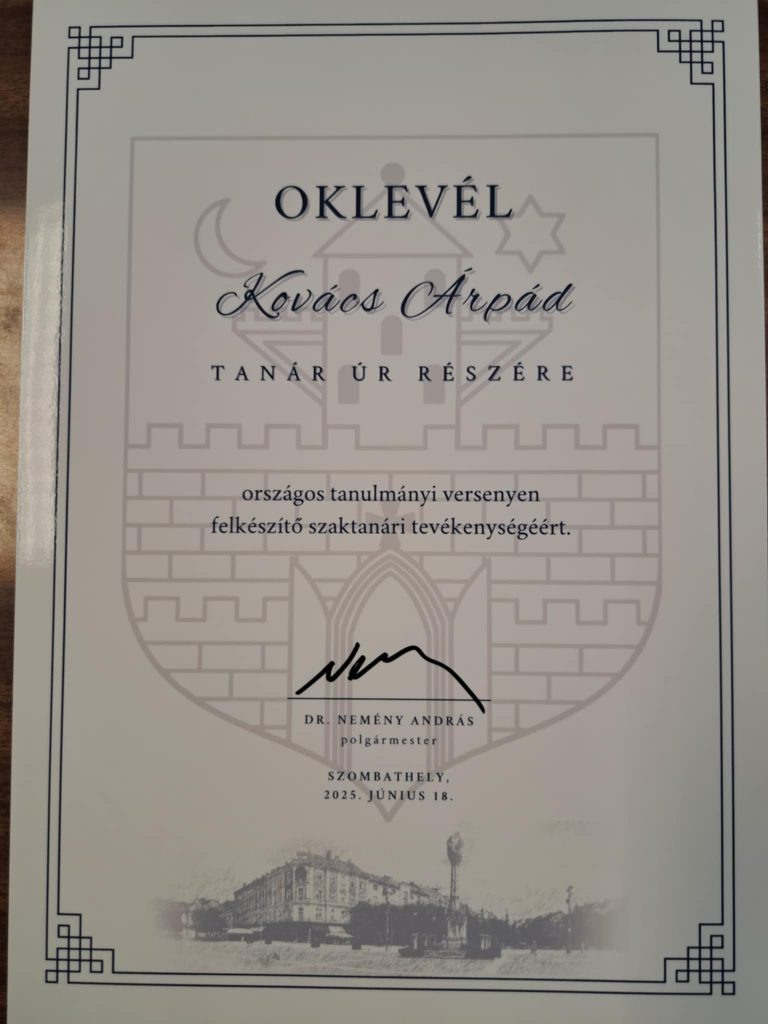 OKLEVÉL
Kovács Árpád
TANÁR ÚR RÉSZÉRE
országos tanulmányi versenyen
felkészítő szaktanári tevékenységéért.
DR. NEMÉNY ANDRÁS
polgármester
SZOMBATHELY,
2025. JÚNIUS 18.